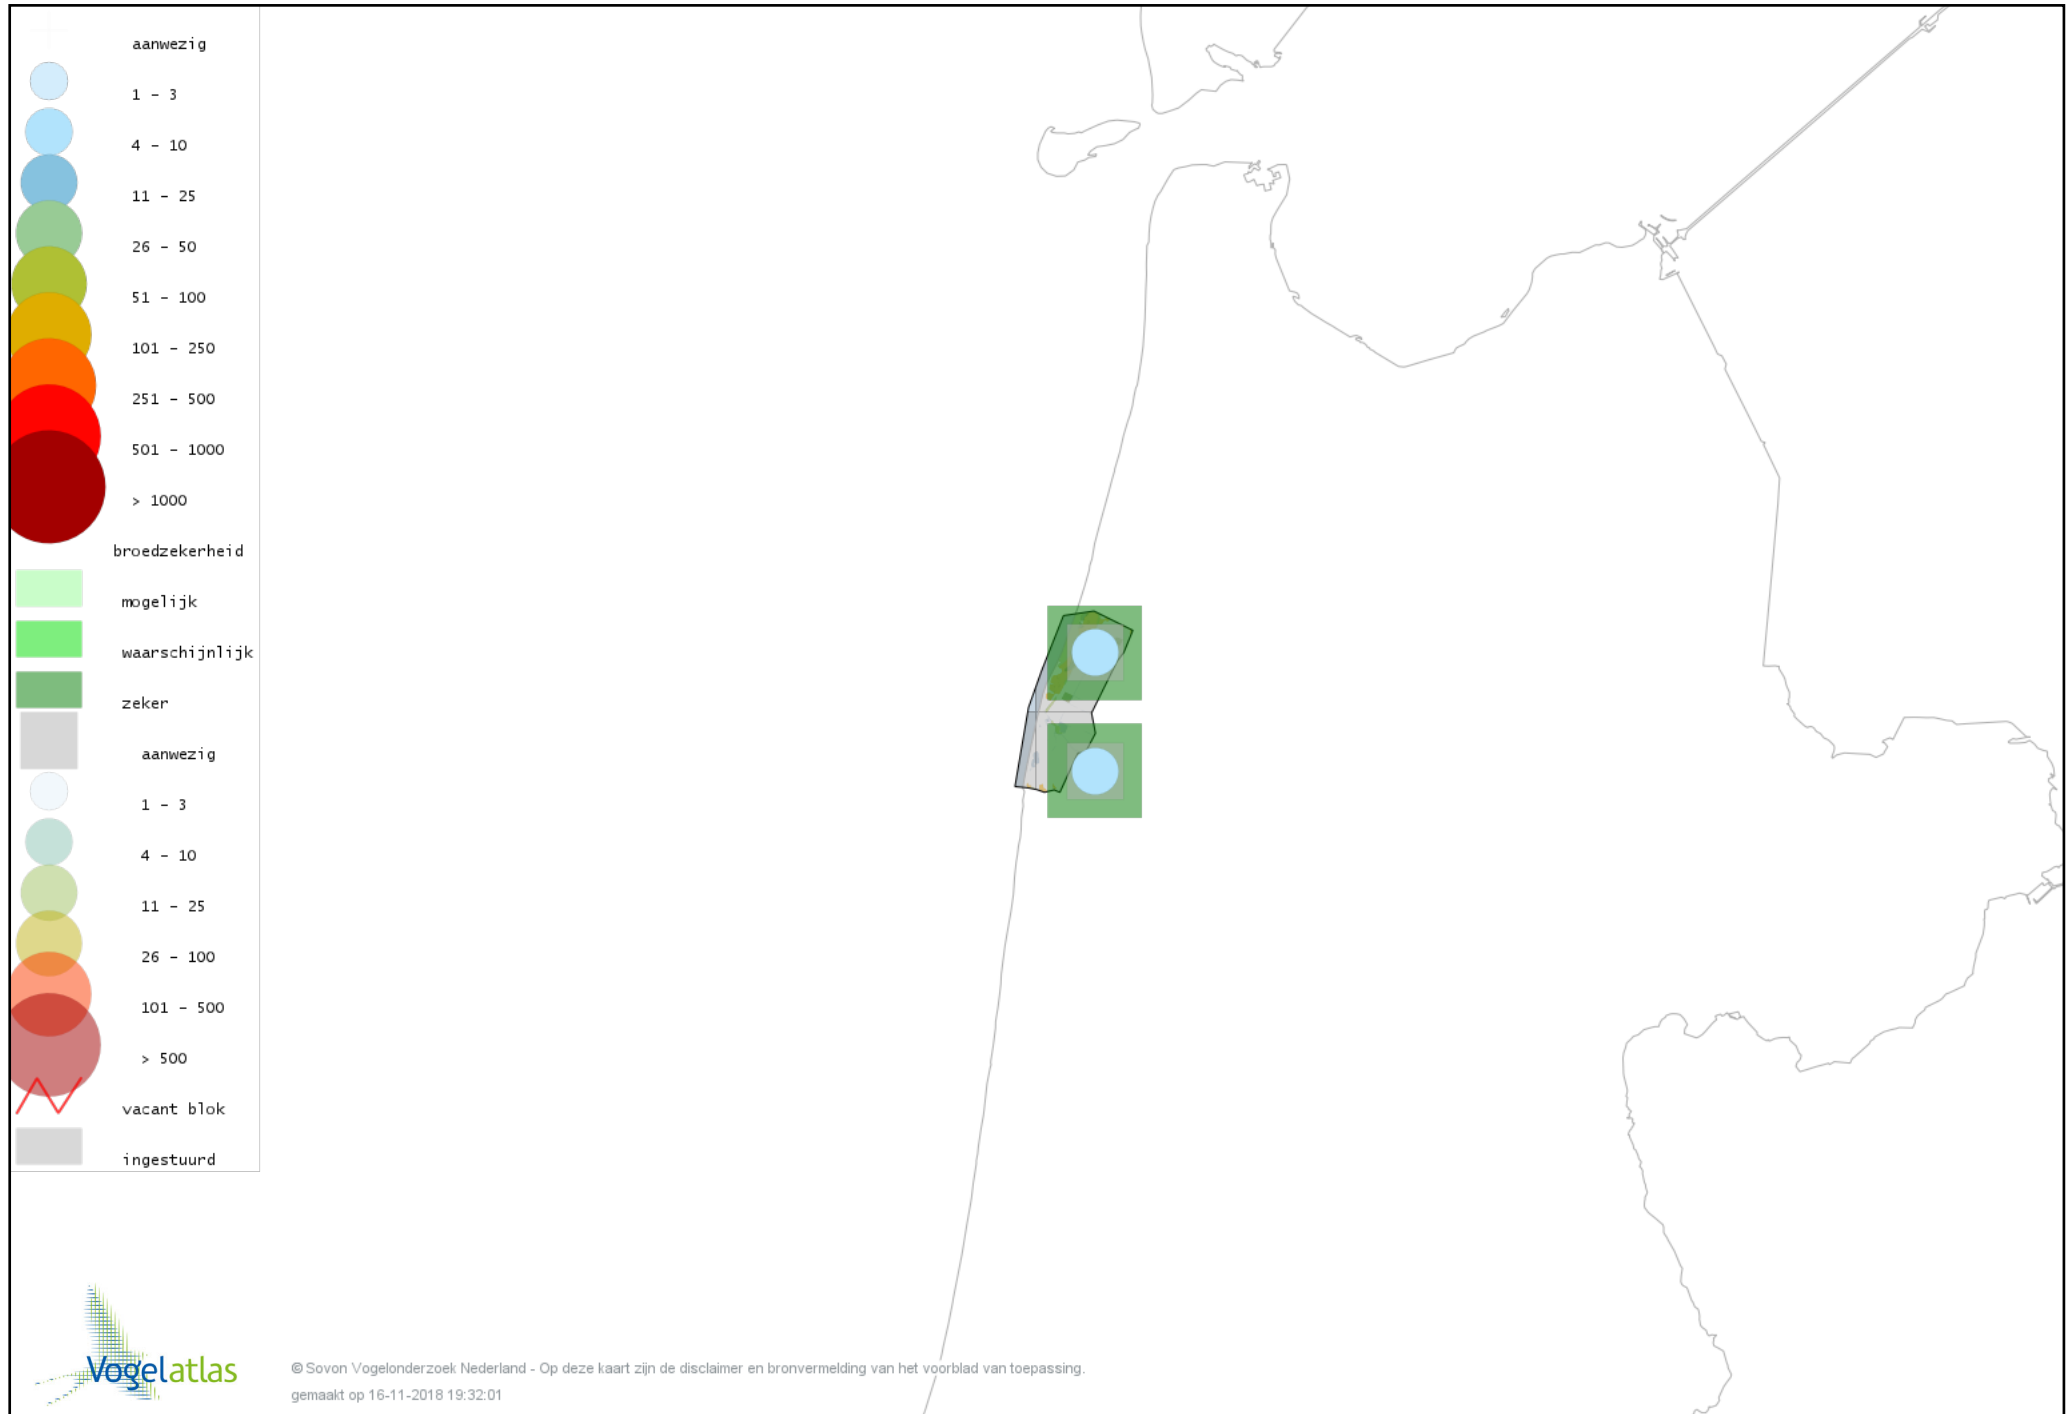 aanwezig
1 – 3
4 – 10
11 – 25
26 – 50
51 – 100
101 – 250
251 – 500
501 – 1000
> 1000
broedzekerheid
mogelijk
waarschijnlijk
zeker
aanwezig
1 – 3
4 – 10
11 – 25
26 – 100
101 – 500
> 500
vacant blok
ingestuurd
Vogelatlas
© Sovon Vogelonderzoek Nederland - Op deze kaart zijn de disclaimer en bronvermelding van het voorblad van toepassing.
gemaakt op 16-11-2018 19:32:01